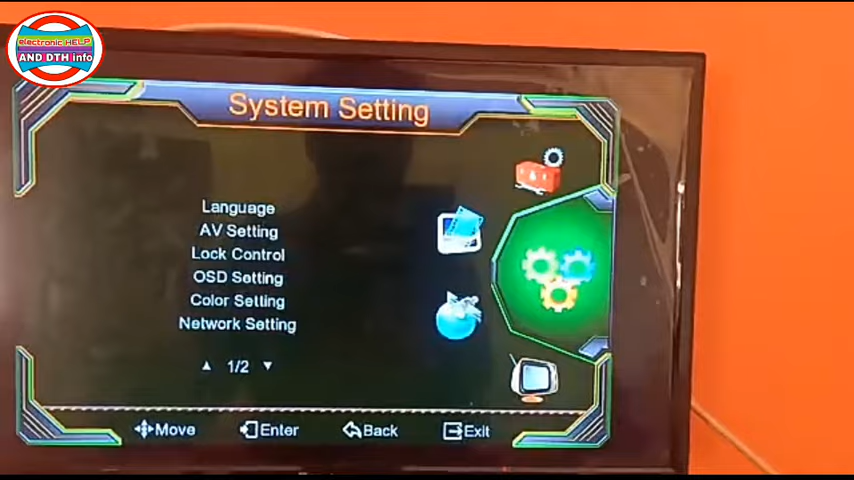 electronic HELP
AND DTH info
System Setting
Language
AV Setting
Lock Control
OSD Setting
Color Setting
Network Setting
▲ 1/2 ▼
Move Enter Back Exit